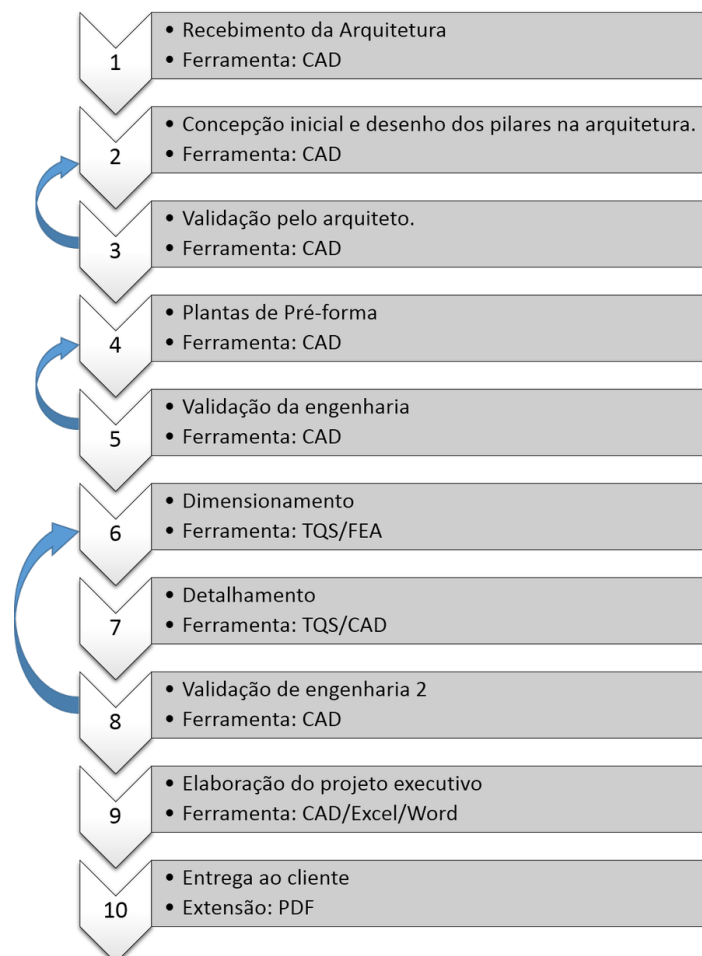 1
• Recebimento da Arquitetura
• Ferramenta: CAD
2
• Concepção inicial e desenho dos pilares na arquitetura.
• Ferramenta: CAD
3
• Validação pelo arquiteto.
• Ferramenta: CAD
4
• Plantas de Pré-forma
• Ferramenta: CAD
5
• Validação da engenharia
• Ferramenta: CAD
6
• Dimensionamento
• Ferramenta: TQS/FEA
7
• Detalhamento
• Ferramenta: TQS/CAD
8
• Validação de engenharia 2
• Ferramenta: CAD
9
• Elaboração do projeto executivo
• Ferramenta: CAD/Excel/Word
10
• Entrega ao cliente
• Extensão: PDF